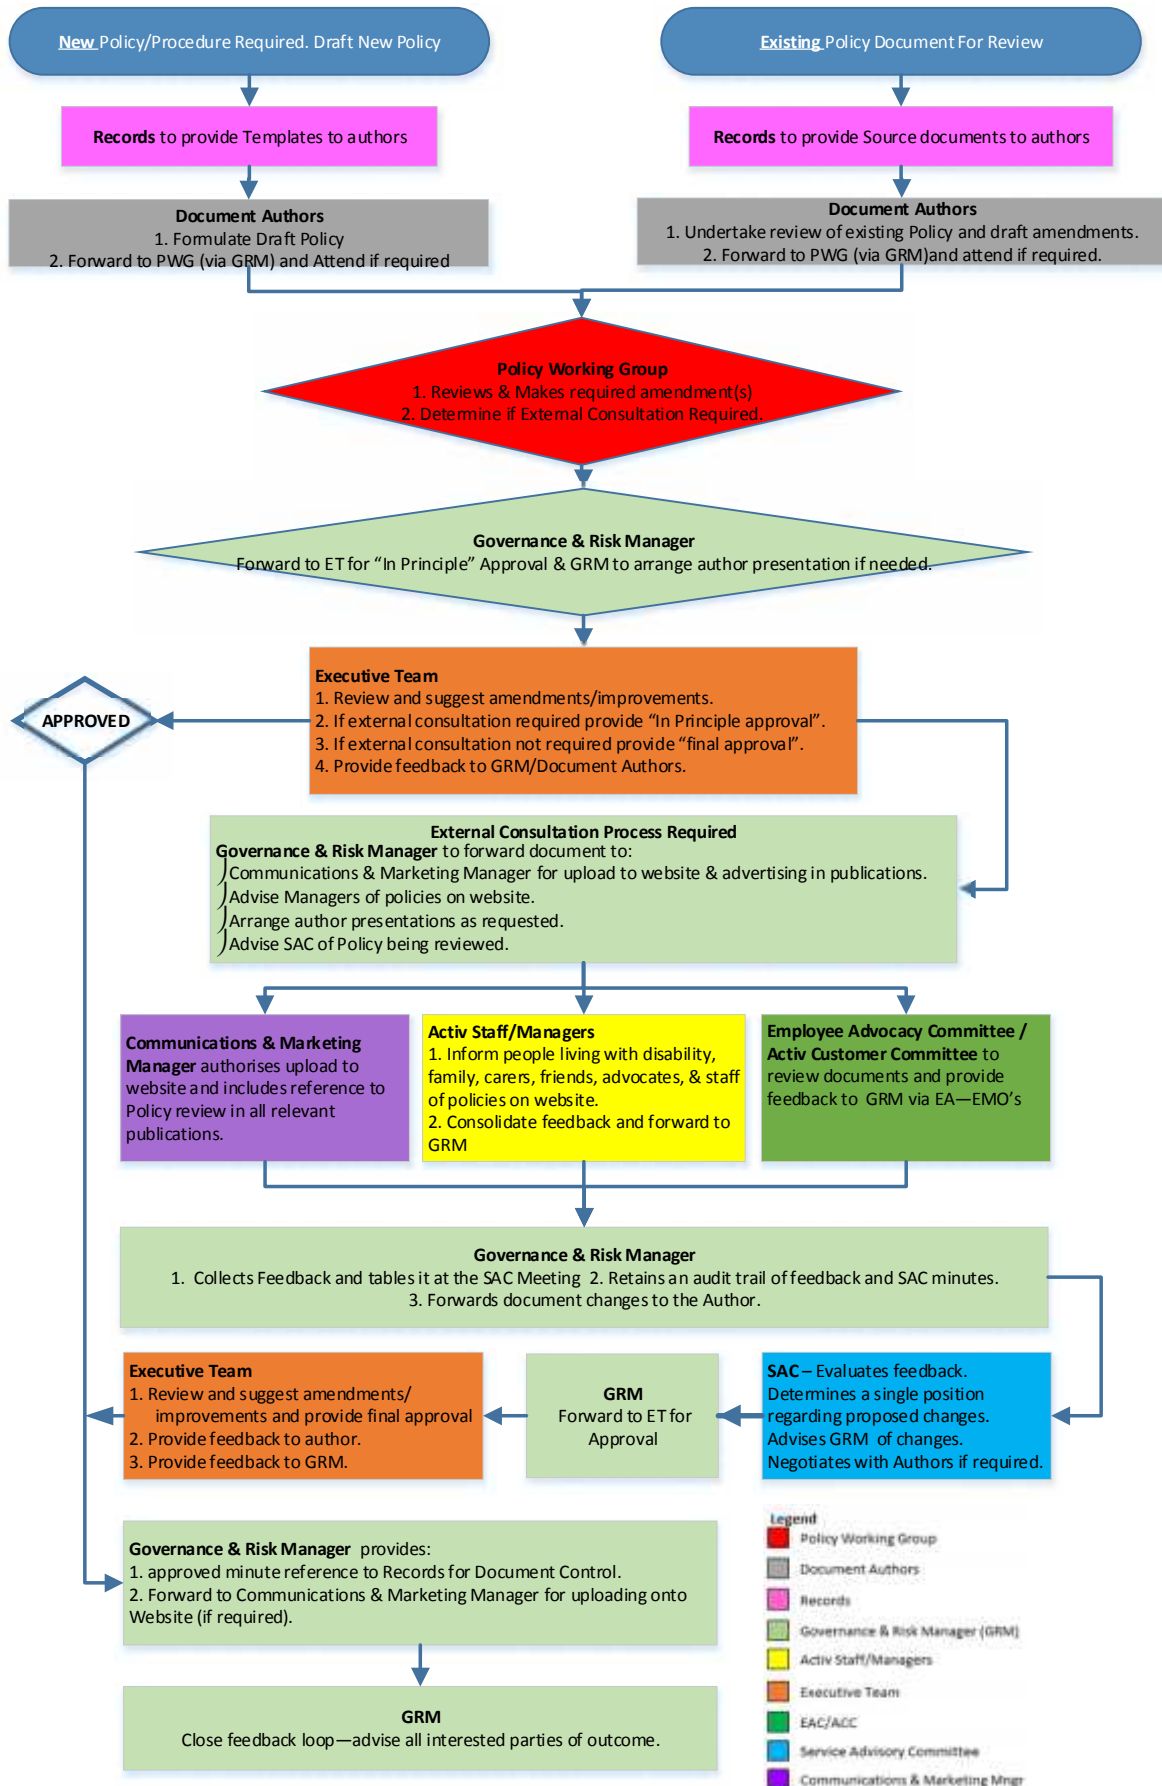 New Policy/Procedure Required. Draft New Policy
Existing Policy Document For Review
Records to provide Templates to authors
Records to provide Source documents to authors
Document Authors
1. Formulate Draft Policy
2. Forward to PWG (via GRM) and Attend if required
Document Authors
1. Undertake review of existing Policy and draft amendments.
2. Forward to PWG (via GRM)and attend if required.
Policy Working Group
1. Reviews & Makes required amendment(s)
2. Determine if External Consultation Required.
Governance & Risk Manager
Forward to ET for “In Principle” Approval & GRM to arrange author presentation if needed.
Executive Team
1. Review and suggest amendments/improvements.
2. If external consultation required provide “In Principle approval”.
3. If external consultation not required provide “final approval”.
4. Provide feedback to GRM/Document Authors.
APPROVED
External Consultation Process Required
Governance & Risk Manager to forward document to:
Communications & Marketing Manager for upload to website & advertising in publications.
Advise Managers of policies on website.
Arrange author presentations as requested.
Advise SAC of Policy being reviewed.
Communications & Marketing
Manager authorises upload to
website and includes reference to
Policy review in all relevant
publications.
Activ Staff/Managers
1. Inform people living with disability,
family, carers, friends, advocates, & staff
of policies on website.
2. Consolidate feedback and forward to
GRM
Employee Advocacy Committee /
Activ Customer Committee to
review documents and provide
feedback to GRM via EA—EMO’s
Governance & Risk Manager
1. Collects Feedback and tables it at the SAC Meeting 2. Retains an audit trail of feedback and SAC minutes.
3. Forwards document changes to the Author.
Executive Team
1. Review and suggest amendments/
improvements and provide final approval
2. Provide feedback to author.
3. Provide feedback to GRM.
GRM
Forward to ET for
Approval
SAC – Evaluates feedback.
Determines a single position
regarding proposed changes.
Advises GRM of changes.
Negotiates with Authors if required.
Governance & Risk Manager provides:
1. approved minute reference to Records for Document Control.
2. Forward to Communications & Marketing Manager for uploading onto
Website (if required).
GRM
Close feedback loop—advise all interested parties of outcome.
Legend
Policy Working Group
Document Authors
Records
Governance & Risk Manager (GRM)
Activ Staff/Managers
Executive Team
EAC/ACC
Service Advisory Committee
Communications & Marketing Mngr